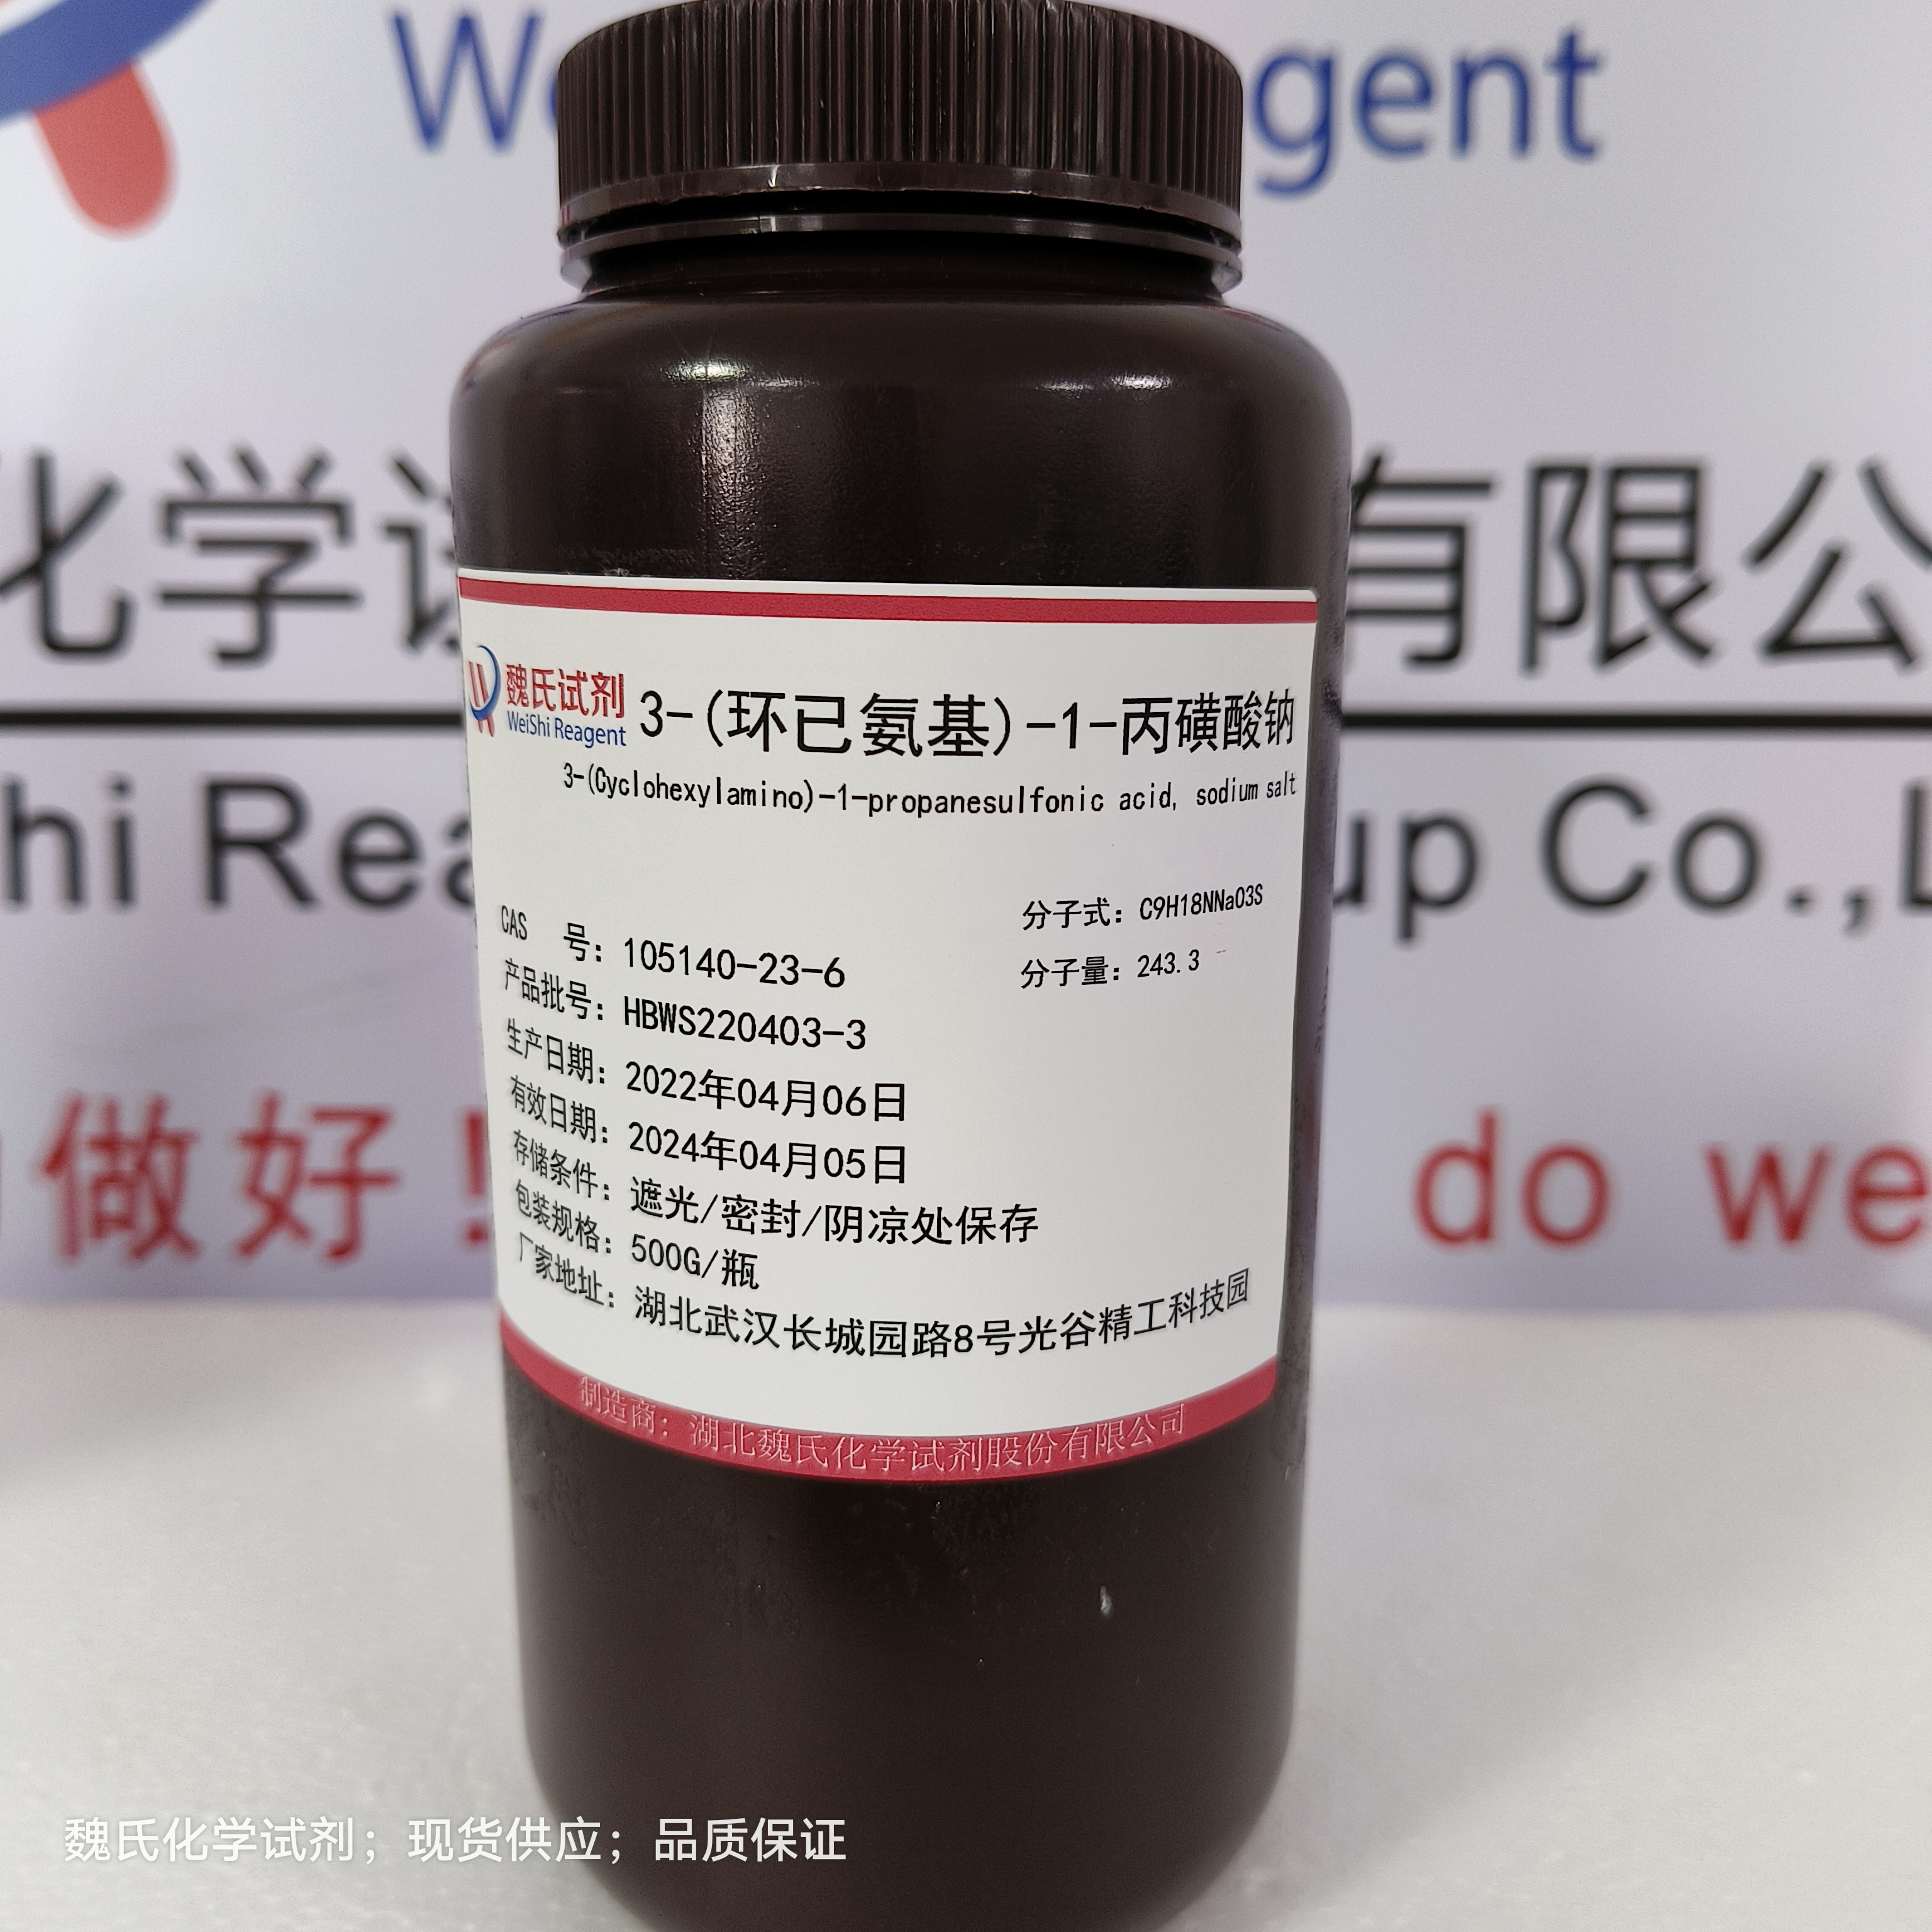 We
gent
化学试
有限公
魏氏试剂
WeiShi Reagent
3-(环已氨基)-1-丙磺酸钠
3-(Cyclohexylamino)-1-propanesulfonic acid, sodium salt
hi Rea
up Co.,L
CAS 号：105140-23-6
分子式：C9H18NNaO3S
产品批号：HBWS220403-3
分子量：243.3
生产日期：2022年04月06日
有效日期：2024年04月05日
存储条件：遮光/密封/阴凉处保存
包装规格：500G/瓶
厂家地址：湖北武汉长城园路8号光谷精工科技园
做好！
do we
制造商：湖北魏氏化学试剂股份有限公司
魏氏化学试剂；现货供应；品质保证